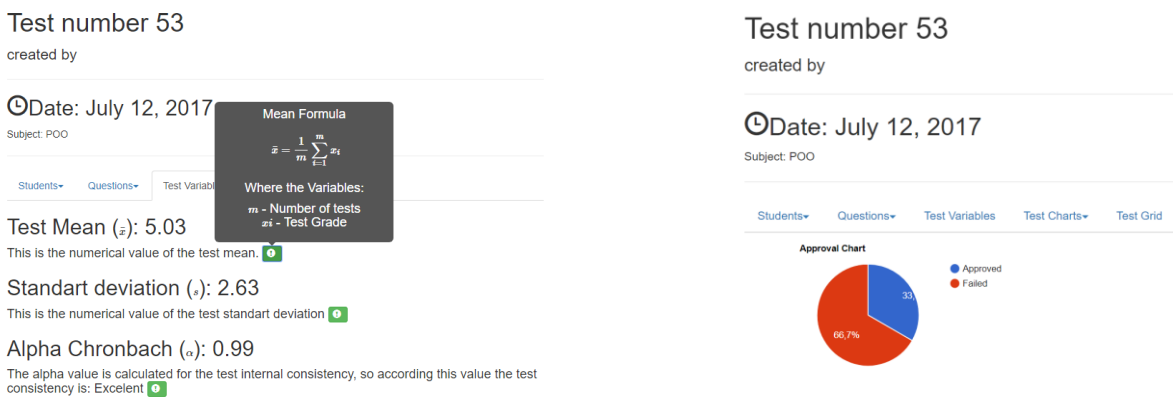 Test number 53
created by
Date: July 12, 2017
Subject: POO
Mean Formula
x̄ = 1/m ∑ i=1 m xi
Where the Variables:
m - Number of tests
xi - Test Grade
Students Questions Test Variabl
Test Mean (x̄): 5.03
This is the numerical value of the test mean.
Standart deviation (s): 2.63
This is the numerical value of the test standart deviation
Alpha Chronbach (α): 0.99
The alpha value is calculated for the test internal consistency, so according this value the test
consistency is: Excelent
Test number 53
created by
Date: July 12, 2017
Subject: POO
Students Questions Test Variables Test Charts Test Grid
Approval Chart
Approved
Failed
33,
66,7%